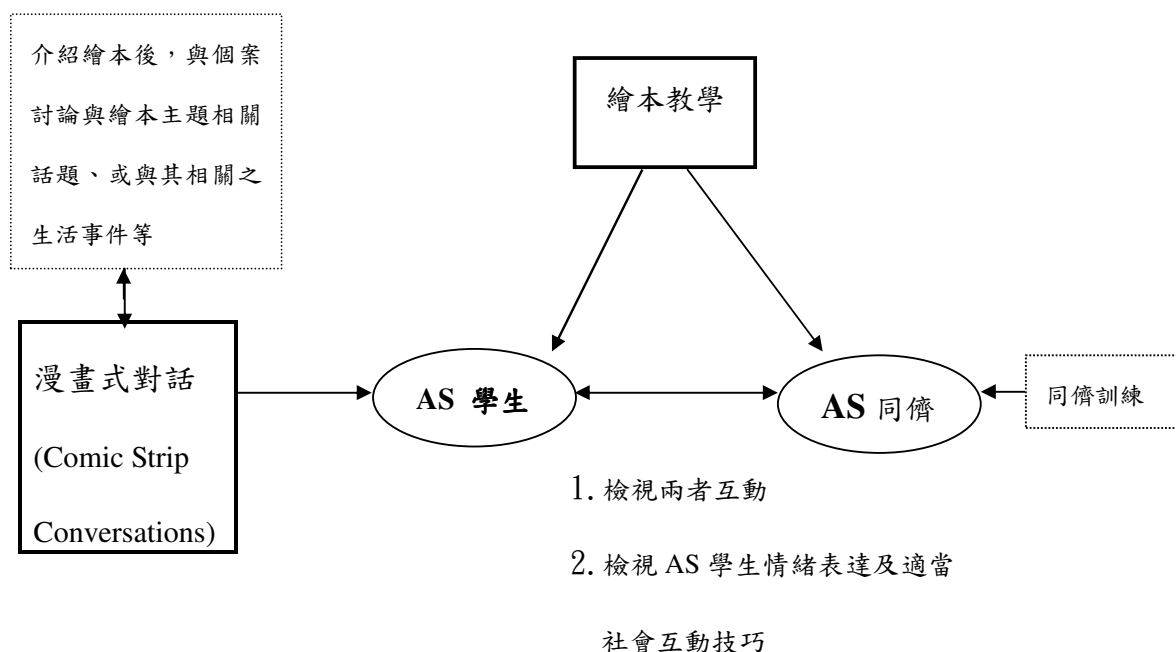 介紹繪本後，與個案
討論與繪本主題相關
話題、或與其相關之
生活事件等
繪本教學
漫畫式對話
(Comic Strip
Conversations)
AS 學生
AS 同儕
同儕訓練
1. 檢視兩者互動
2. 檢視 AS 學生情緒表達及適當
社會互動技巧